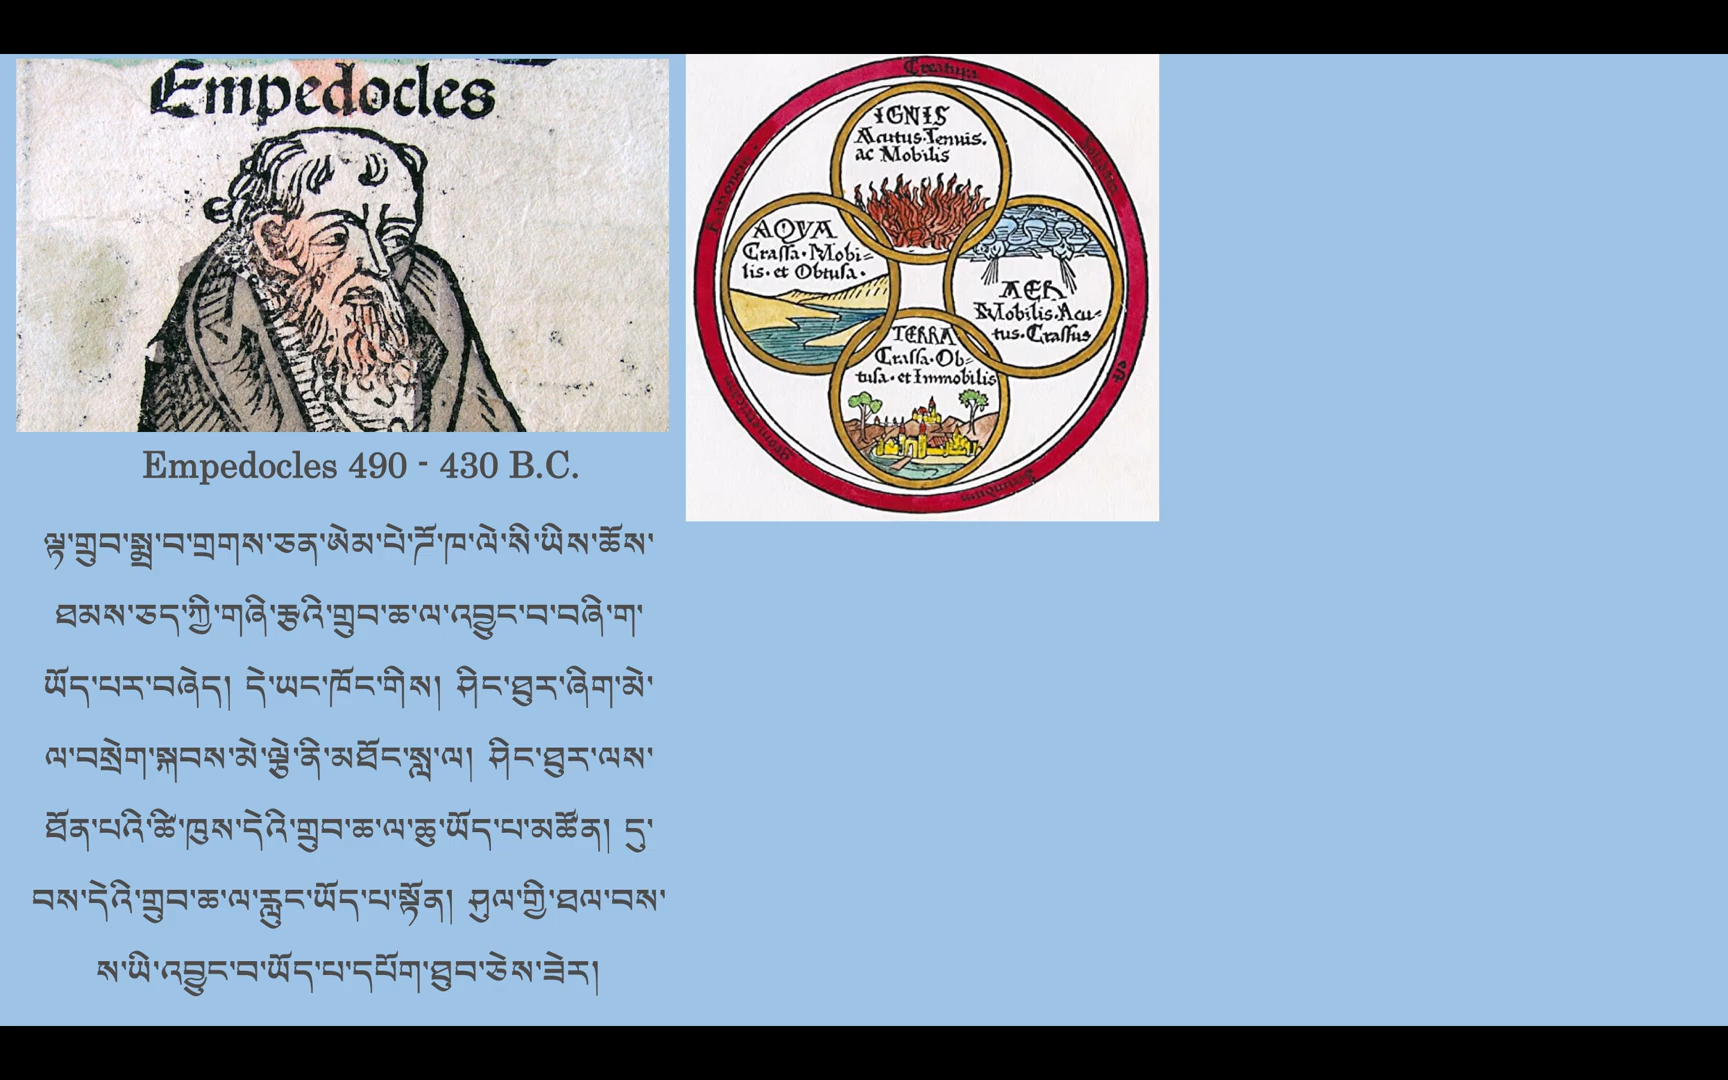 Empedocles
Empedocles 490 - 430 B.C.
ལྟ་གྲུབ་སྨྲ་བ་གྲགས་ཅན་ཨེམ་པེ་ཌོ་ཁ་ལེ་སི་ཡིས་ཆོས་
ཐམས་ཅད་ཀྱི་གཞི་རྩའི་གྲུབ་ཆ་ལ་འབྱུང་བ་བཞི་ག་
ཡོད་པར་བཞེད། དེ་ཡང་ཁོང་གིས། ཤིང་ཐུར་ཞིག་མེ་
ལ་བསྲེག་སྐབས་མེ་ལྕེ་ནི་མཐོང་སླ་ལ། ཤིང་ཐུར་ལས་
ཐོན་པའི་ཚི་ཁུས་དེའི་གྲུབ་ཆ་ལ་ཆུ་ཡོད་པ་མཚོན། དུ་
བས་དེའི་གྲུབ་ཆ་ལ་རླུང་ཡོད་པ་སྟོན། ཤུལ་གྱི་ཐལ་བས་
ས་ཡི་འབྱུང་བ་ཡོད་པ་དཔོག་ཐུབ་ཅེས་ཟེར།
IGNIS
Acutus·Tenuis·
ac Mobilis
AQVA
Crassa·Mobi=
lis·et Obtusa·
AER
Mobilis·Acu=
tus·Crassus
TERRA
Crassa·Ob=
tusa·et Immobilis